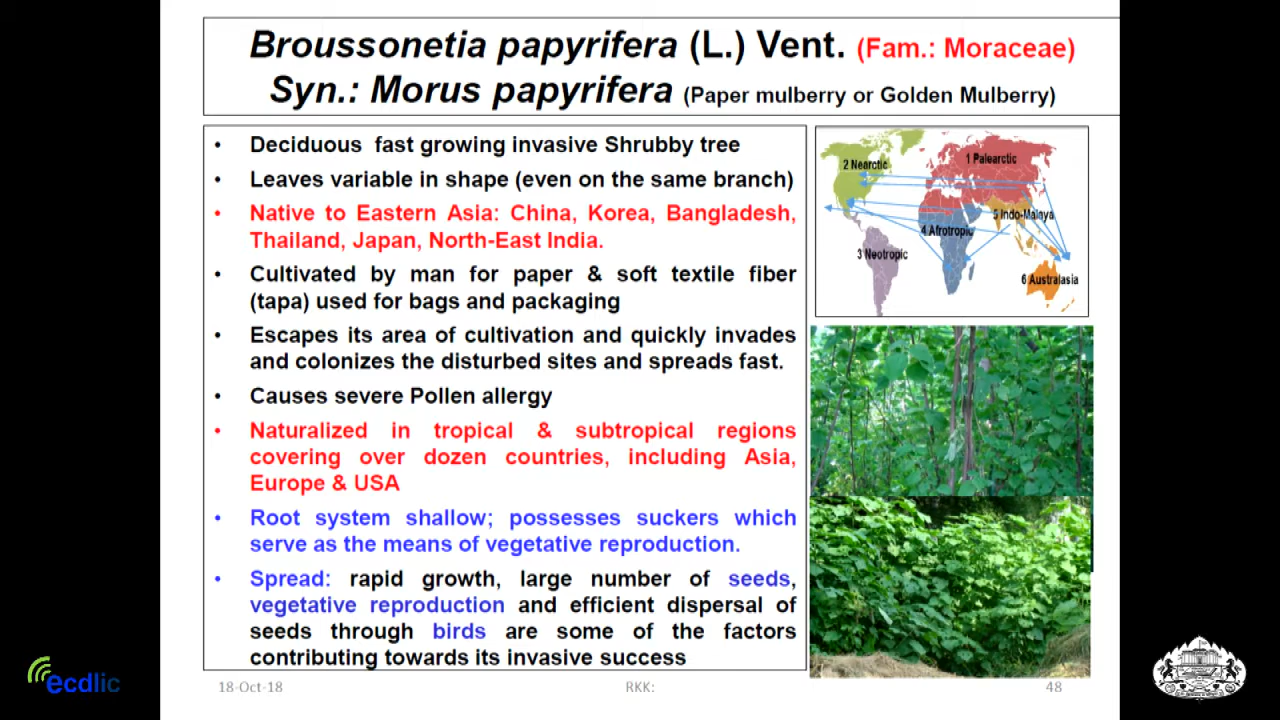 Broussonetia papyrifera (L.) Vent. (Fam.: Moraceae)
Syn.: Morus papyrifera (Paper mulberry or Golden Mulberry)
• Deciduous fast growing invasive Shrubby tree
• Leaves variable in shape (even on the same branch)
• Native to Eastern Asia: China, Korea, Bangladesh,
Thailand, Japan, North-East India.
• Cultivated by man for paper & soft textile fiber
(tapa) used for bags and packaging
• Escapes its area of cultivation and quickly invades
and colonizes the disturbed sites and spreads fast.
• Causes severe Pollen allergy
• Naturalized in tropical & subtropical regions
covering over dozen countries, including Asia,
Europe & USA
• Root system shallow; possesses suckers which
serve as the means of vegetative reproduction.
• Spread: rapid growth, large number of seeds,
vegetative reproduction and efficient dispersal of
seeds through birds are some of the factors
contributing towards its invasive success
1 Palearctic
2 Nearctic
5 Indo-Malaya
4 Afrotropic
3 Neotropic
6 Australasia
18-Oct-18
RKK:
48
ecdlic